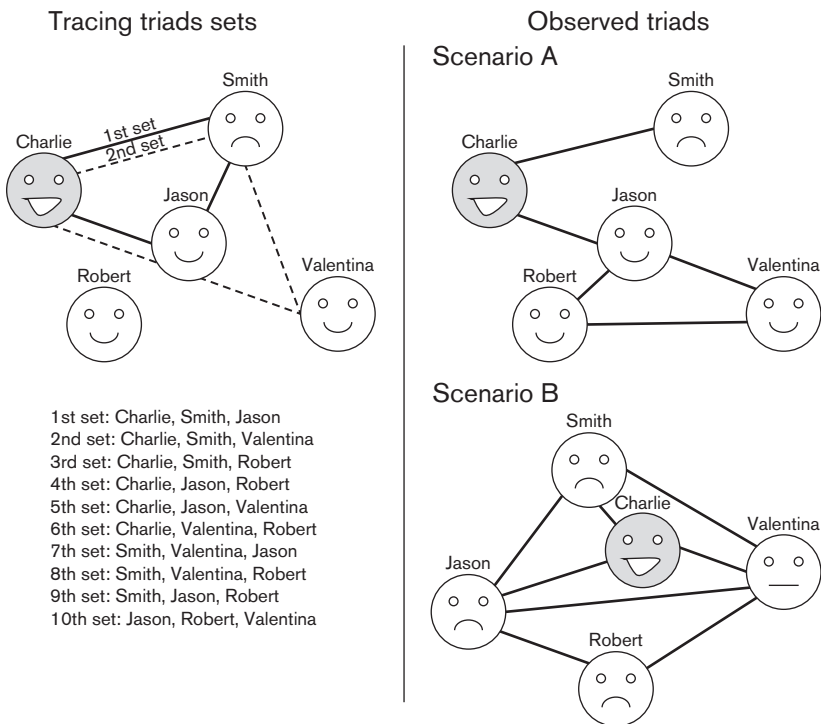 Tracing triads sets
Smith
Charlie
1st set
2nd set
Jason
Robert
Valentina
1st set: Charlie, Smith, Jason
2nd set: Charlie, Smith, Valentina
3rd set: Charlie, Smith, Robert
4th set: Charlie, Jason, Robert
5th set: Charlie, Jason, Valentina
6th set: Charlie, Valentina, Robert
7th set: Smith, Valentina, Jason
8th set: Smith, Valentina, Robert
9th set: Smith, Jason, Robert
10th set: Jason, Robert, Valentina
Observed triads
Scenario A
Smith
Charlie
Jason
Robert
Valentina
Scenario B
Smith
Charlie
Valentina
Jason
Robert